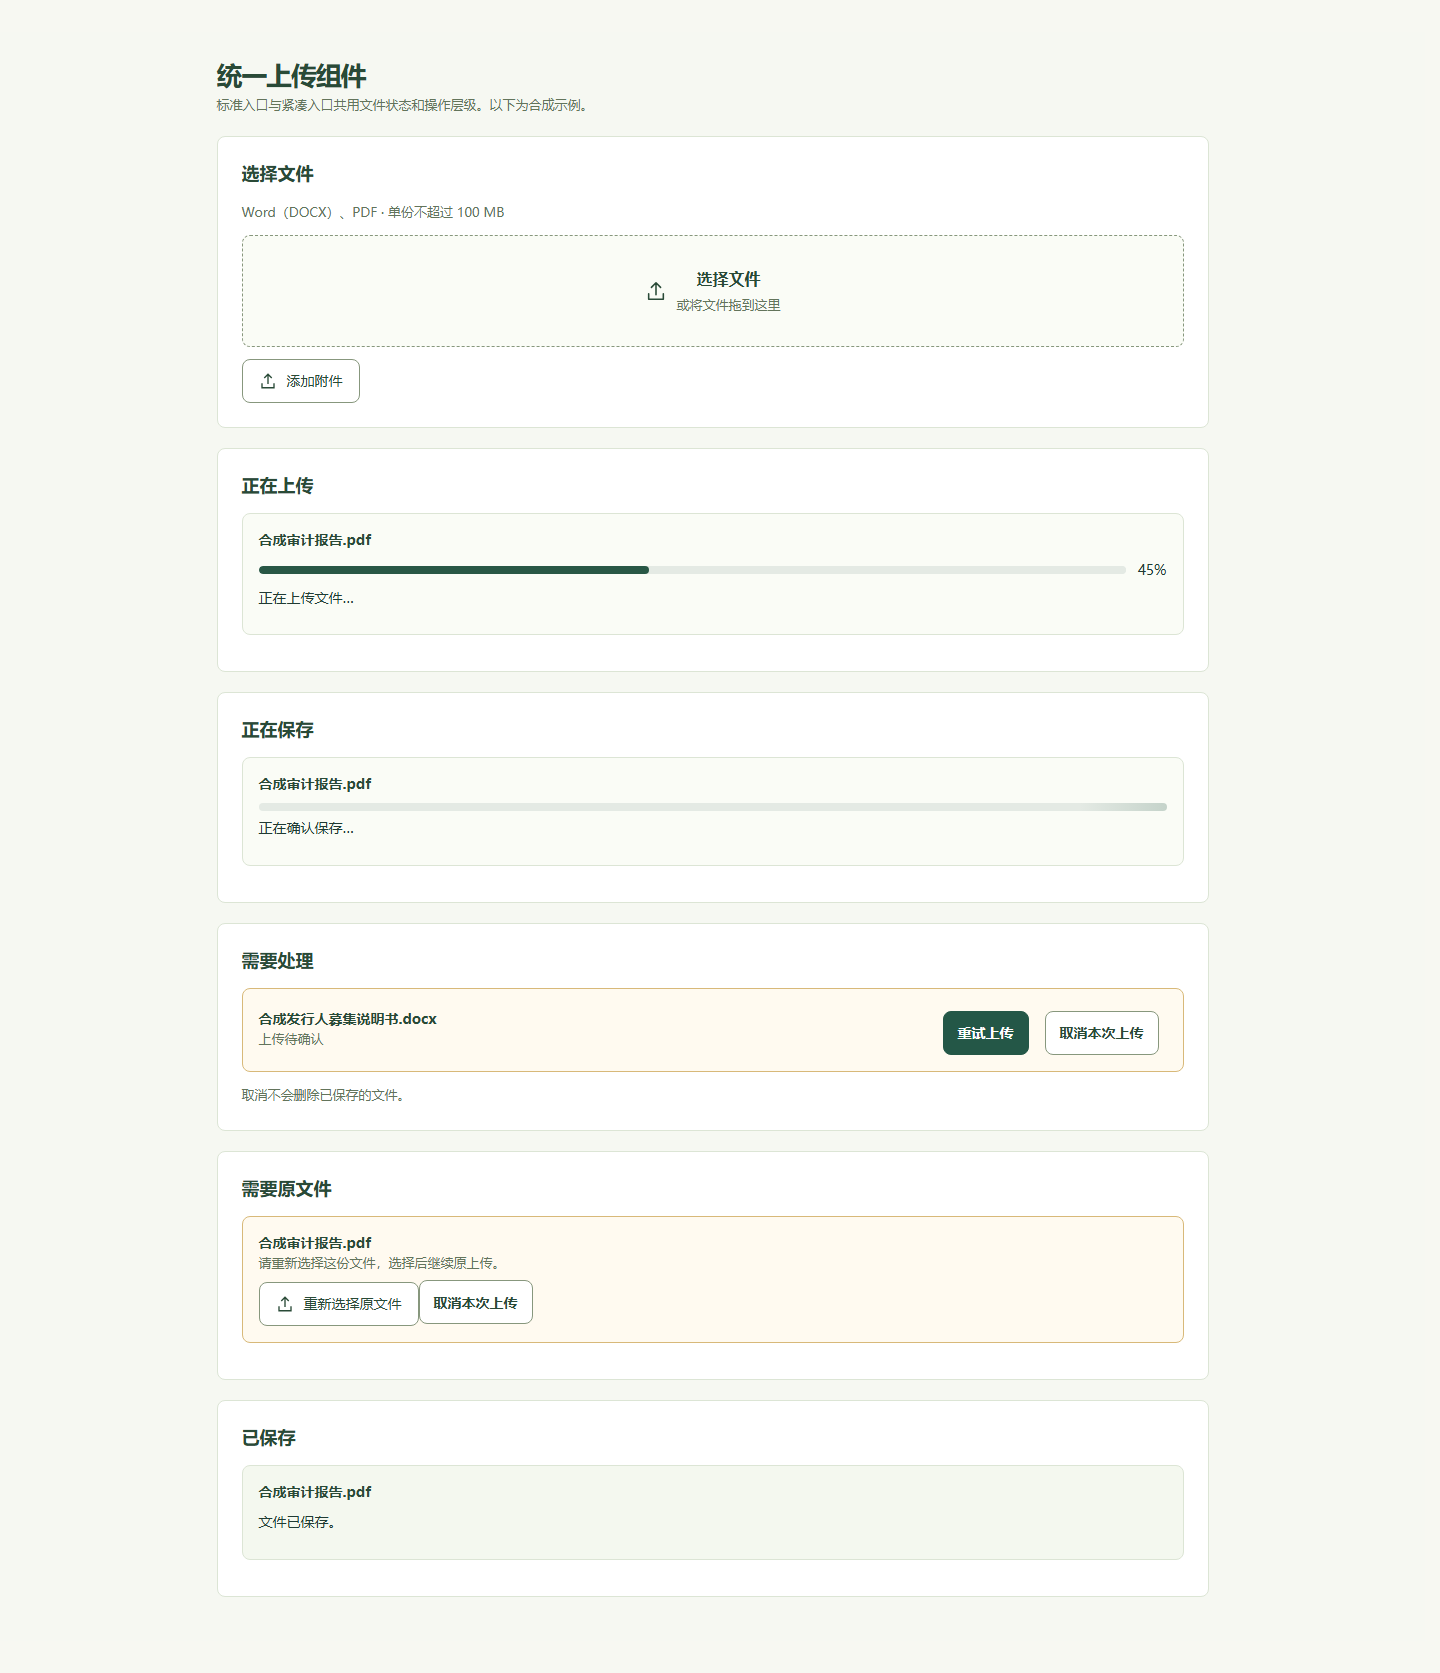 统一上传组件
标准入口与紧凑入口共用文件状态和操作层级。以下为合成示例。
选择文件
Word（DOCX）、PDF · 单份不超过 100 MB
选择文件
或将文件拖到这里
添加附件
正在上传
合成审计报告.pdf
45%
正在上传文件...
正在保存
合成审计报告.pdf
正在确认保存...
需要处理
合成发行人募集说明书.docx
上传待确认
重试上传
取消本次上传
取消不会删除已保存的文件。
需要原文件
合成审计报告.pdf
请重新选择这份文件，选择后继续原上传。
重新选择原文件
取消本次上传
已保存
合成审计报告.pdf
文件已保存。